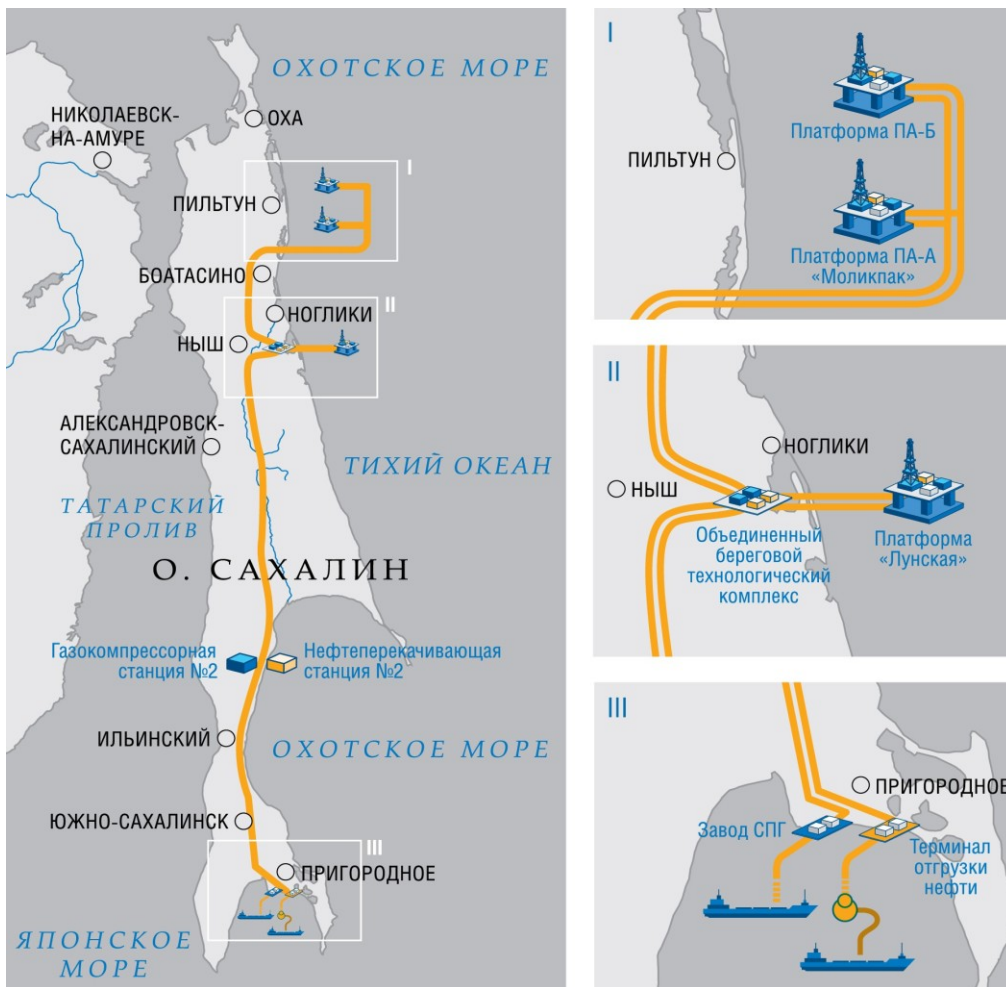 ОХОТСКОЕ МОРЕ
НИКОЛАЕВСК-
НА-АМУРЕ
ОХА
I
ПИЛЬТУН
БОАТАСИНО
II
НОГЛИКИ
НЫШ
АЛЕКСАНДРОВСК-
САХАЛИНСКИЙ
ТИХИЙ ОКЕАН
ТАТАРСКИЙ
ПРОЛИВ
О. САХАЛИН
Газокомпрессорная
станция №2
Нефтеперекачивающая
станция №2
ИЛЬИНСКИЙ
ОХОТСКОЕ МОРЕ
ЮЖНО-САХАЛИНСК
III
ПРИГОРОДНОЕ
ЯПОНСКОЕ
МОРЕ
I
Платформа ПА-Б
ПИЛЬТУН
Платформа ПА-А
«Моликпак»
II
НОГЛИКИ
НЫШ
Объединенный
береговой
технологический
комплекс
Платформа
«Лунская»
III
ПРИГОРОДНОЕ
Завод СПГ
Терминал
отгрузки
нефти